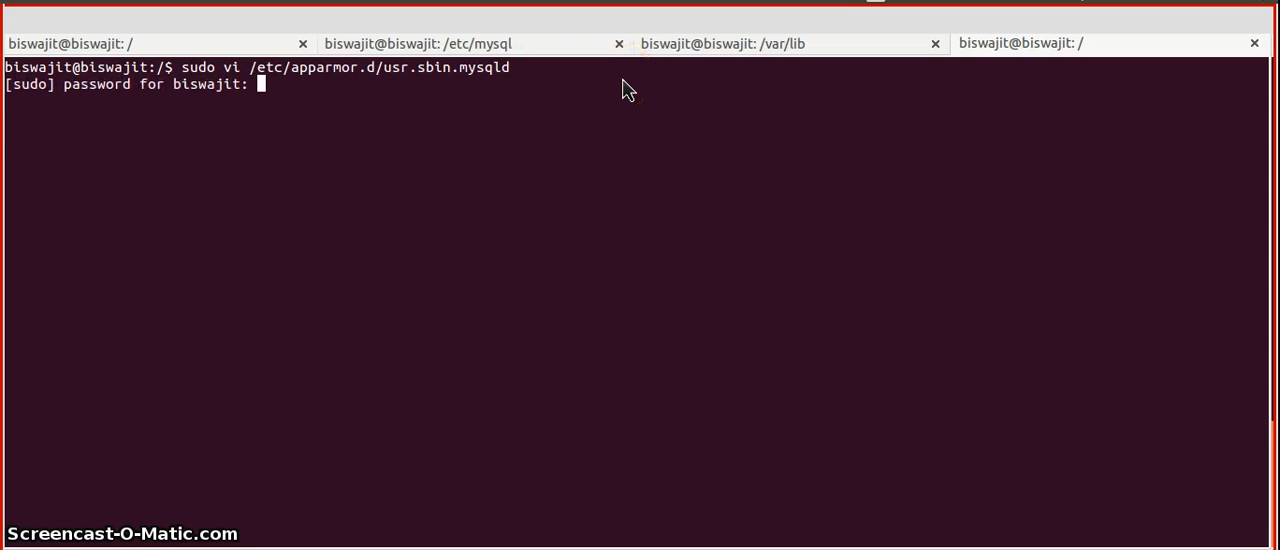 biswajit@biswajit: / × biswajit@biswajit: /etc/mysql × biswajit@biswajit: /var/lib × biswajit@biswajit: / ×
biswajit@biswajit:/$ sudo vi /etc/apparmor.d/usr.sbin.mysqld
[sudo] password for biswajit:
Screencast-O-Matic.com